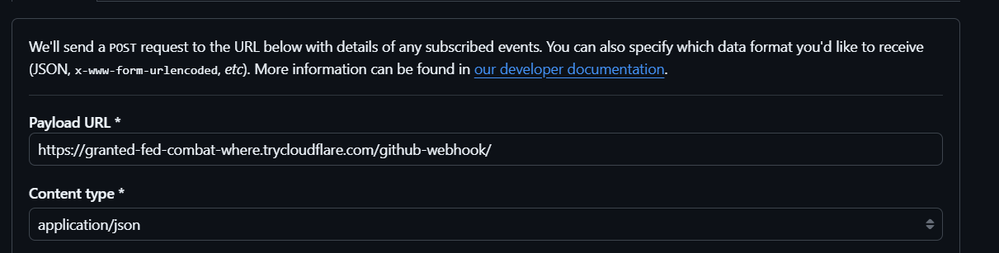 We'll send a POST request to the URL below with details of any subscribed events. You can also specify which data format you'd like to receive
(JSON, x-www-form-urlencoded, etc). More information can be found in our developer documentation.
Payload URL *
https://granted-fed-combat-where.trycloudflare.com/github-webhook/
Content type *
application/json